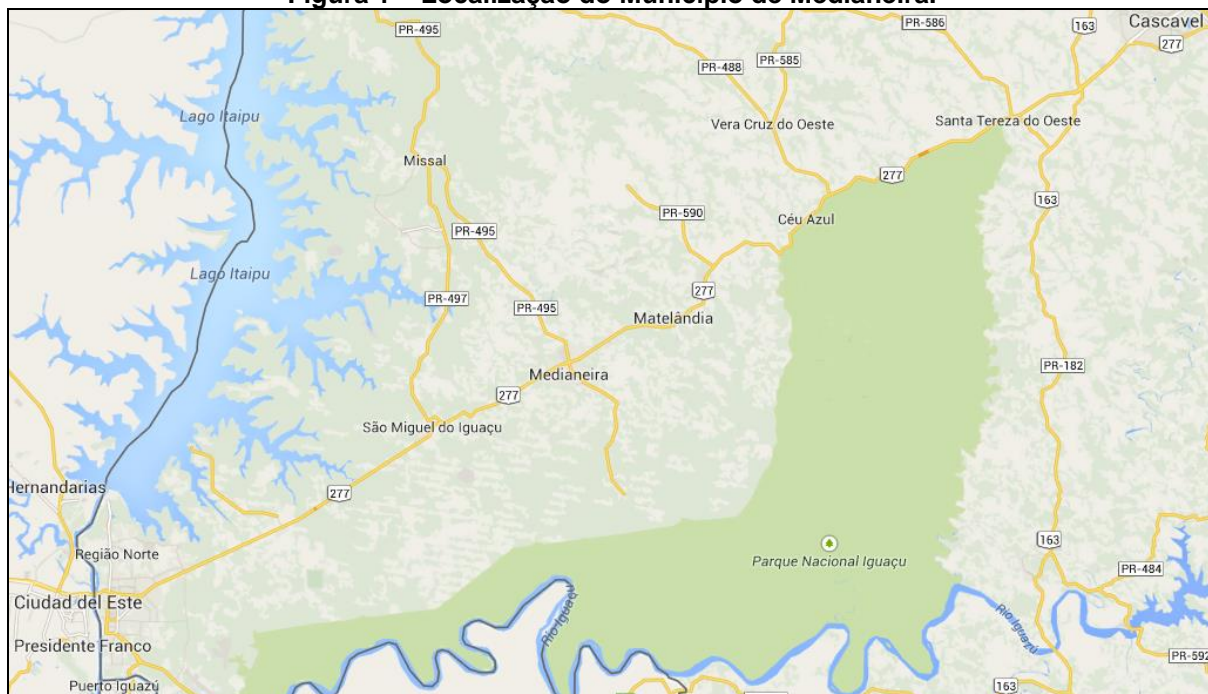 Figura 1 – Localização do Município de Medianeira.
PR-495
PR-586
163
Cascavel
277
PR-585
PR-488
Lago Itaipu
Vera Cruz do Oeste
Santa Tereza do Oeste
Missal
277
163
PR-590
Céu Azul
PR-495
Lago Itaipu
277
PR-497
PR-495
Matelândia
PR-182
Medianeira
277
São Miguel do Iguaçu
Hernandarias
277
163
Região Norte
Parque Nacional Iguaçu
PR-484
Ciudad del Este
Rio Iguaçu
Rio Iguazú
Presidente Franco
PR-592
Puerto Iguazú
163